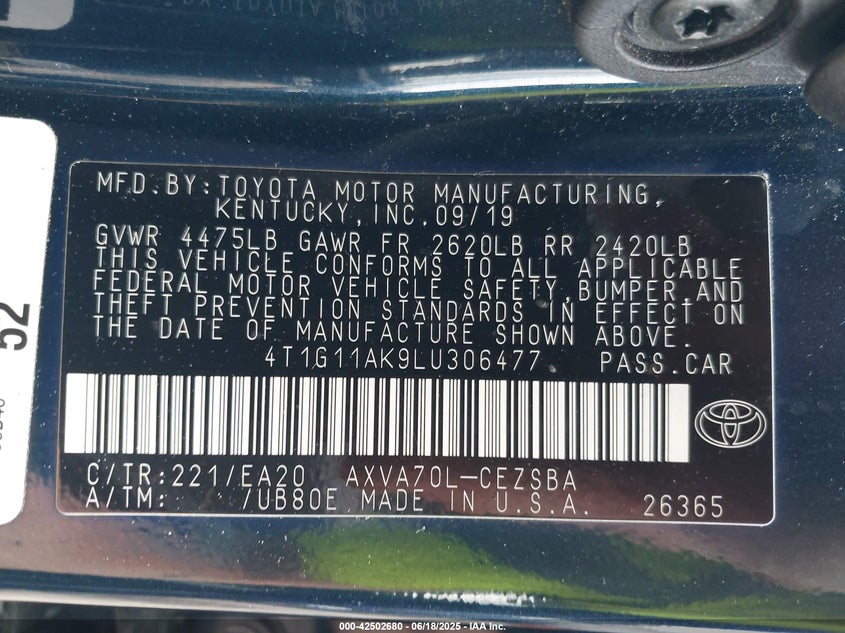 MFD.BY:TOYOTA MOTOR MANUFACTURING,
KENTUCKY,INC.09/19
GVWR 4475LB GAWR FR 2620LB RR 2420LB
THIS VEHICLE CONFORMS TO ALL APPLICABLE
FEDERAL MOTOR VEHICLE SAFETY,BUMPER,AND
THEFT PREVENTION STANDARDS IN EFFECT ON
THE DATE OF MANUFACTURE SHOWN ABOVE.
4T1G11AK9LU306477 PASS.CAR
C/TR:221/EA20 AXVA70L-CEZSBA
A/TM: /UB80E MADE IN U.S.A. 26365
52
000-42502680 - 06/18/2025 - IAA Inc.